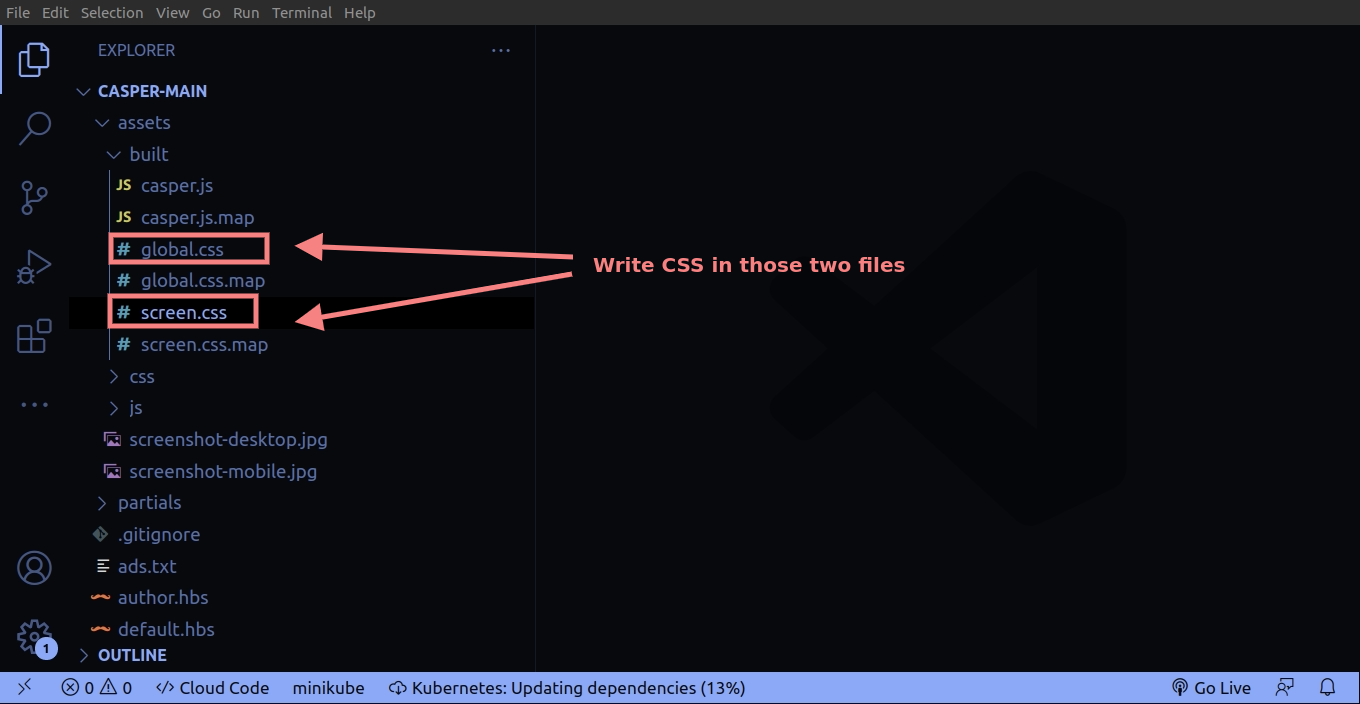 File Edit Selection View Go Run Terminal Help
EXPLORER
CASPER-MAIN
assets
built
JS casper.js
JS casper.js.map
# global.css
# global.css.map
# screen.css
# screen.css.map
css
js
screenshot-desktop.jpg
screenshot-mobile.jpg
partials
.gitignore
ads.txt
author.hbs
default.hbs
OUTLINE
Write CSS in those two files
1
0 0 Cloud Code minikube Kubernetes: Updating dependencies (13%) Go Live